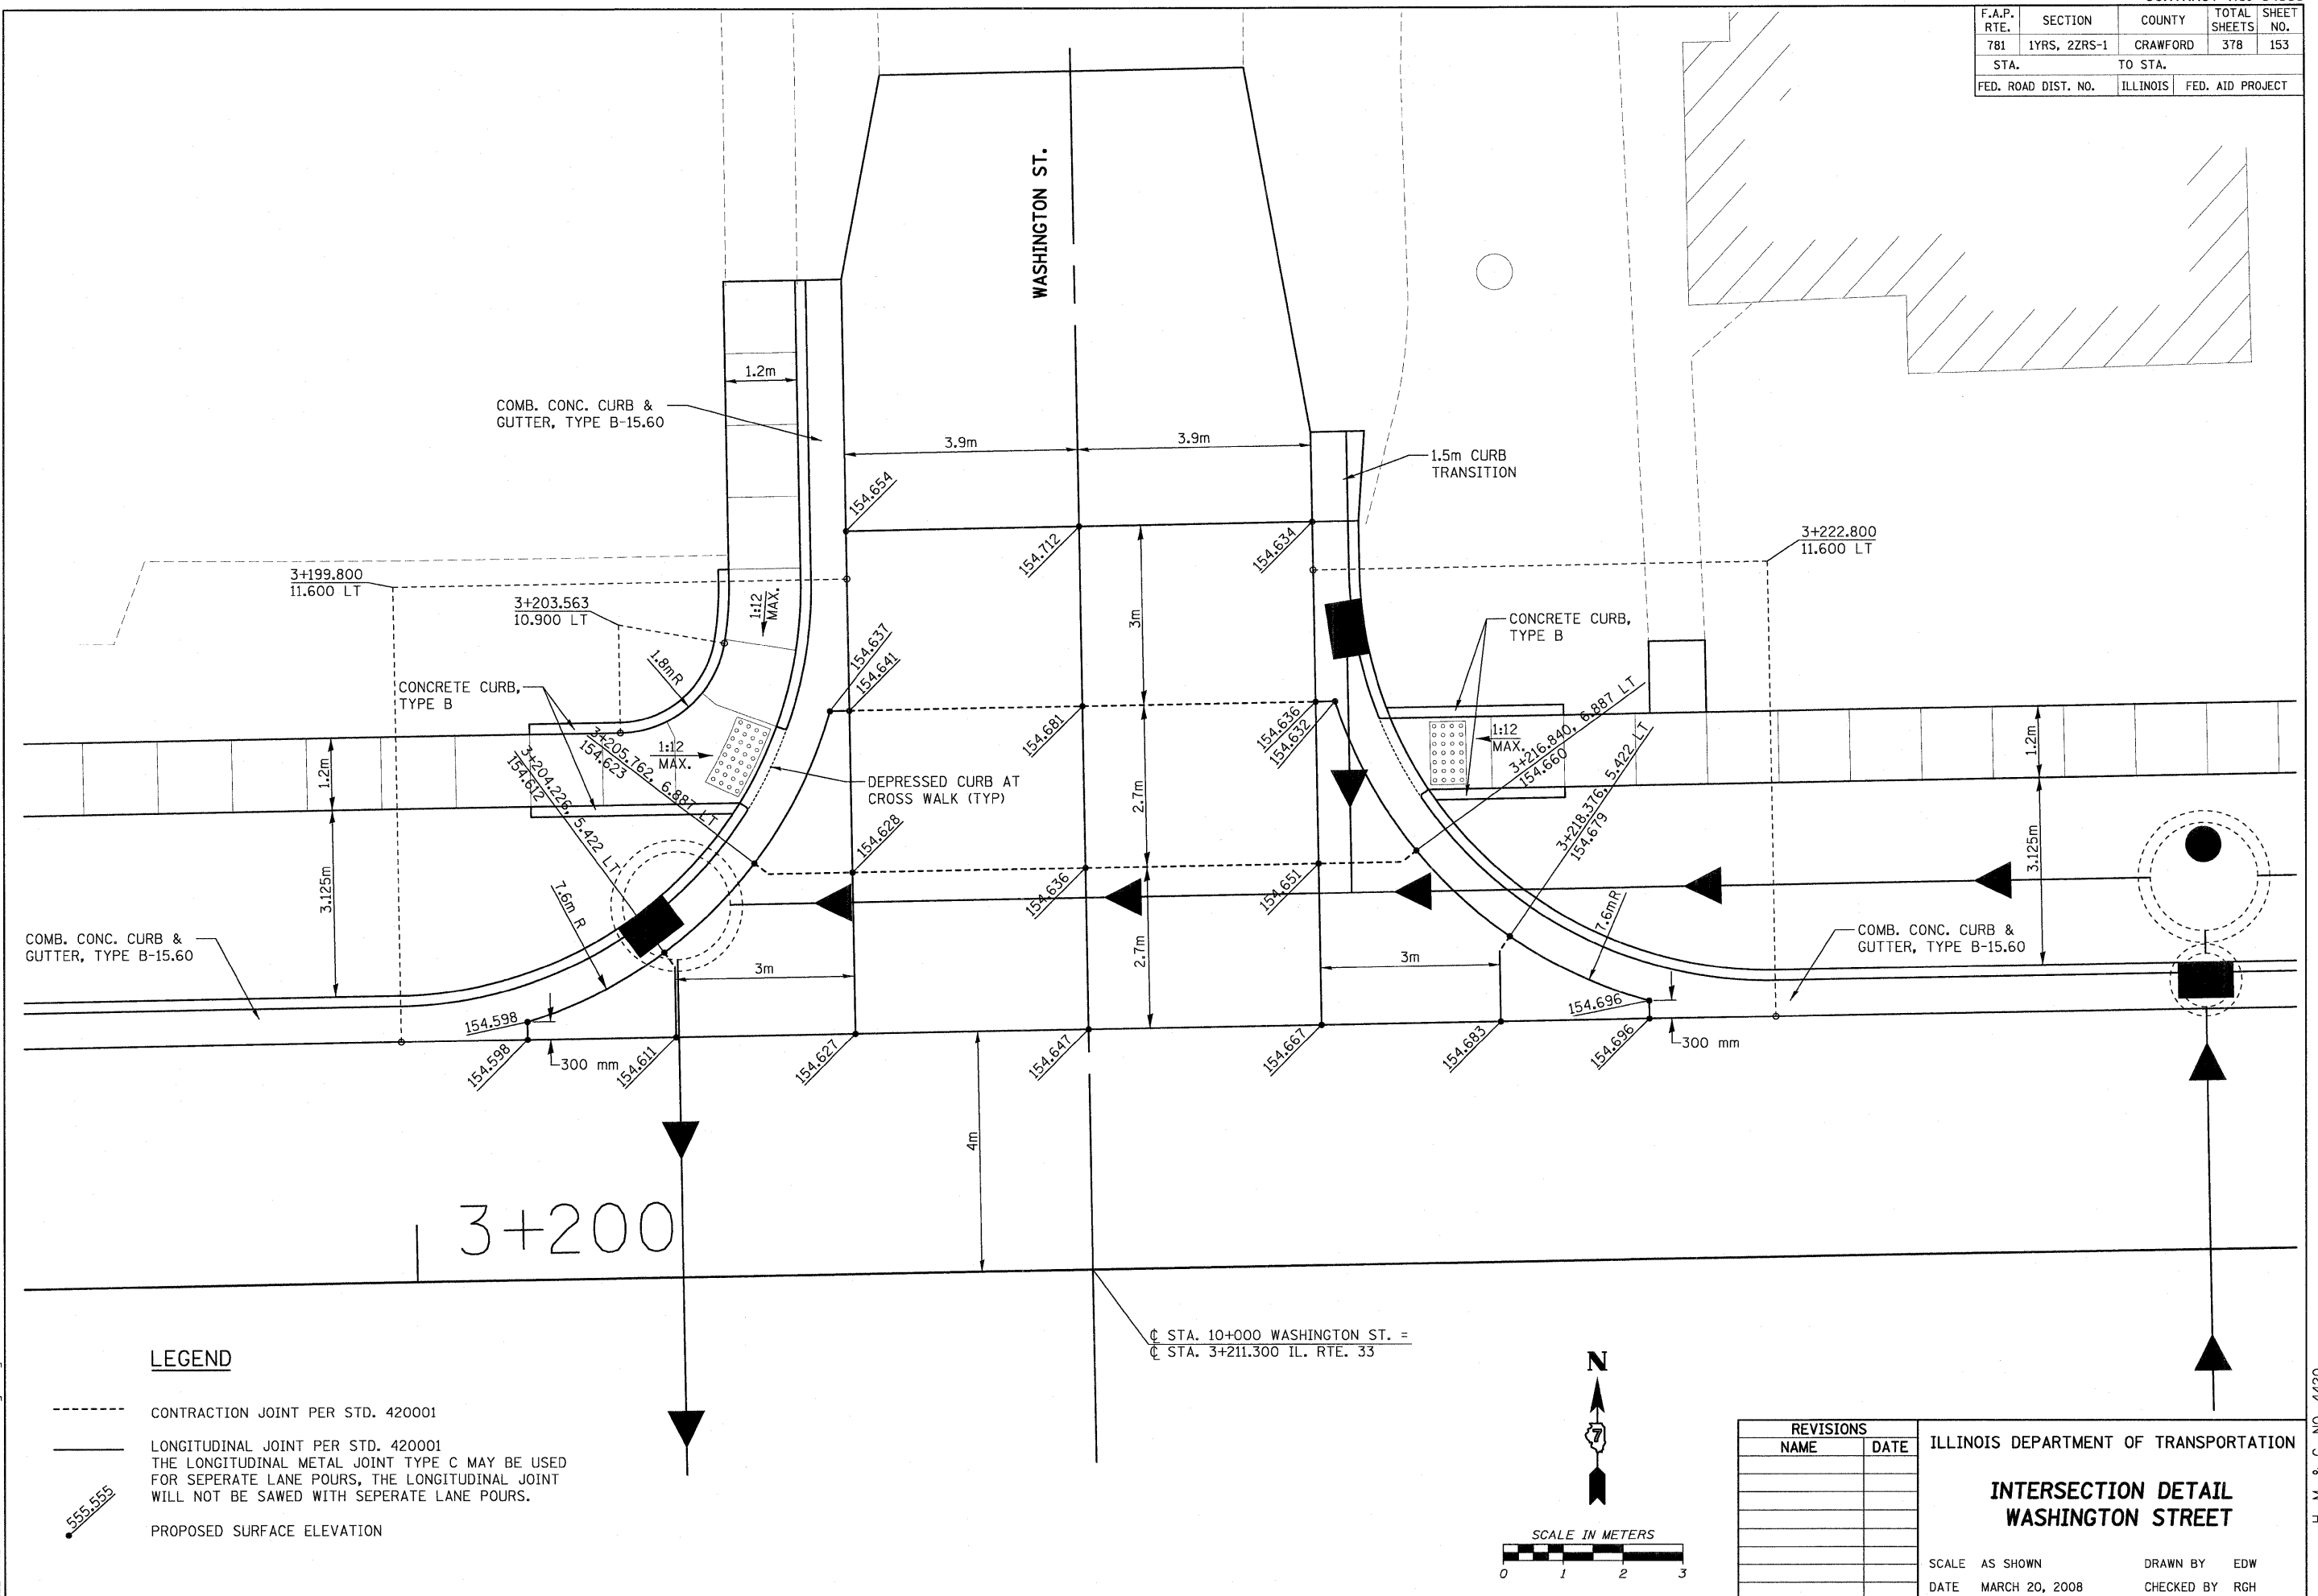 F.A.P. RTE. SECTION COUNTY TOTAL SHEETS SHEET NO.
781 1YRS, 2ZRS-1 CRAWFORD 378 153
STA. TO STA.
FED. ROAD DIST. NO. ILLINOIS FED. AID PROJECT
WASHINGTON ST.
1.2m
COMB. CONC. CURB &
GUTTER, TYPE B-15.60
3.9m
3.9m
1.5m CURB
TRANSITION
154.654
154.712
154.634
3+222.800
11.600 LT
3+199.800
11.600 LT
3+203.563
10.900 LT
1:12
MAX.
3m
CONCRETE CURB,
TYPE B
154.637
154.641
1.8mR
CONCRETE CURB,
TYPE B
3+205.762, 6.887 LT
154.623
3+204.226, 5.422 LT
154.612
1:12
MAX.
154.681
154.636
154.632
1:12
MAX.
3+216.840, 6.887 LT
154.660
3+218.376, 5.422 LT
154.679
1.2m
1.2m
DEPRESSED CURB AT
CROSS WALK (TYP)
2.7m
154.628
154.636
154.651
3.125m
3.125m
7.6m R
7.6mR
COMB. CONC. CURB &
GUTTER, TYPE B-15.60
COMB. CONC. CURB &
GUTTER, TYPE B-15.60
3m
2.7m
3m
154.598
154.696
154.598
300 mm
154.611
154.627
154.647
154.667
154.683
154.696
300 mm
4m
3+200
℄ STA. 10+000 WASHINGTON ST. =
℄ STA. 3+211.300 IL. RTE. 33
LEGEND
CONTRACTION JOINT PER STD. 420001
LONGITUDINAL JOINT PER STD. 420001
THE LONGITUDINAL METAL JOINT TYPE C MAY BE USED
FOR SEPERATE LANE POURS, THE LONGITUDINAL JOINT
WILL NOT BE SAWED WITH SEPERATE LANE POURS.
555.555
PROPOSED SURFACE ELEVATION
N
7
SCALE IN METERS
0 1 2 3
REVISIONS
NAME DATE
ILLINOIS DEPARTMENT OF TRANSPORTATION
INTERSECTION DETAIL
WASHINGTON STREET
SCALE AS SHOWN DRAWN BY EDW
DATE MARCH 20, 2008 CHECKED BY RGH